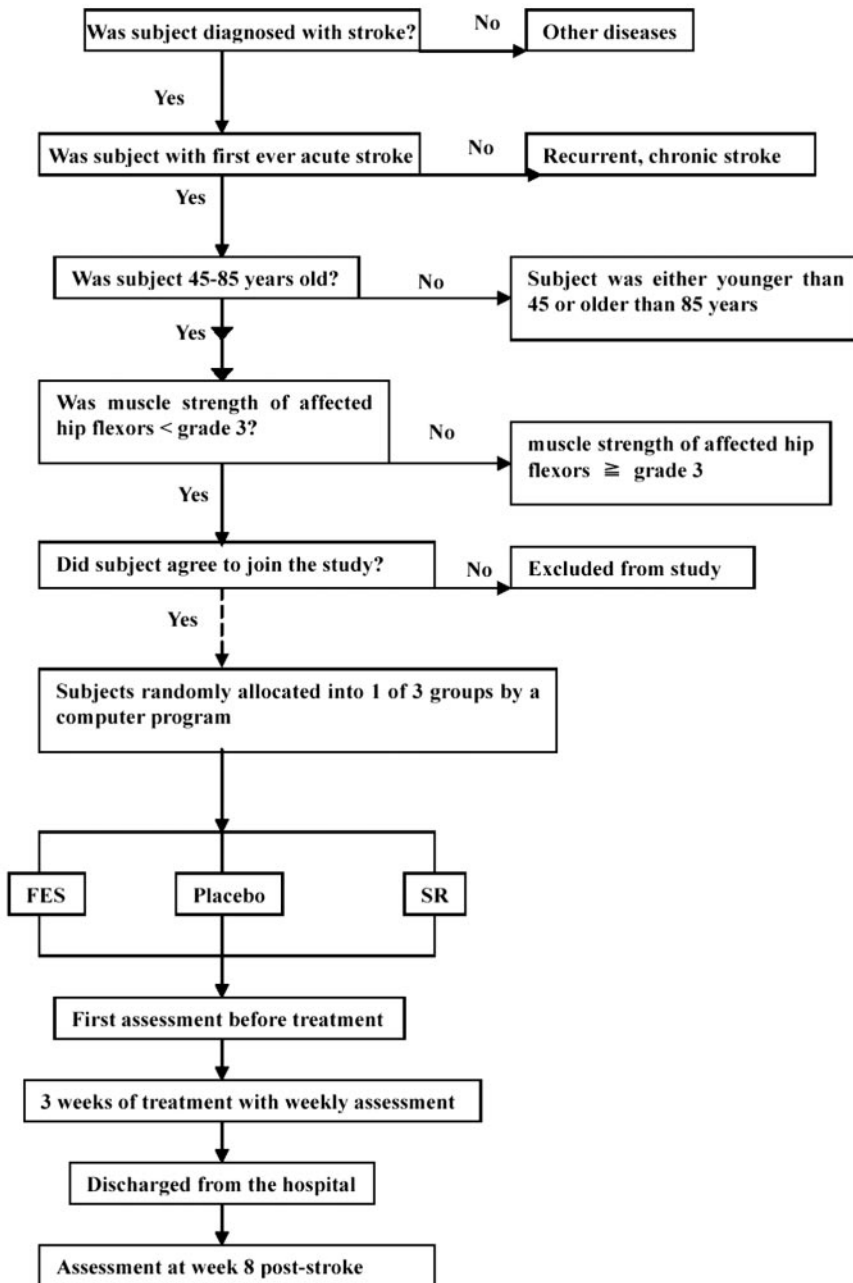 Was subject diagnosed with stroke?
No
Other diseases
Yes
Was subject with first ever acute stroke
No
Recurrent, chronic stroke
Yes
Was subject 45-85 years old?
No
Subject was either younger than
45 or older than 85 years
Yes
Was muscle strength of affected
hip flexors < grade 3?
No
muscle strength of affected hip
flexors ≧ grade 3
Yes
Did subject agree to join the study?
No
Excluded from study
Yes
Subjects randomly allocated into 1 of 3 groups by a
computer program
FES
Placebo
SR
First assessment before treatment
3 weeks of treatment with weekly assessment
Discharged from the hospital
Assessment at week 8 post-stroke